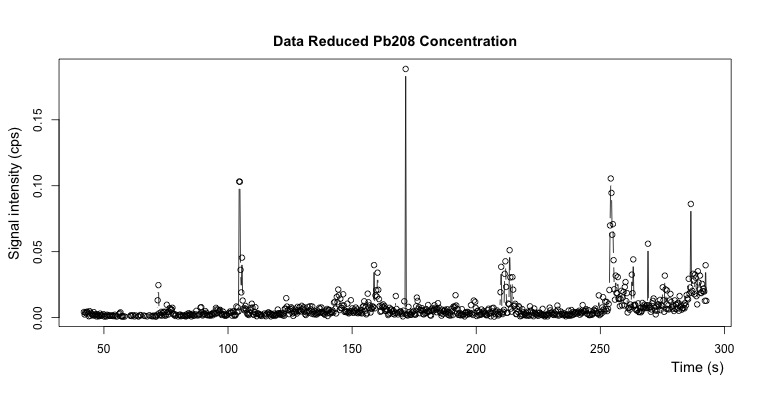 Data Reduced Pb208 Concentration
Signal intensity (cps)
0.15
0.10
0.05
0.00
50 100 150 200 250 300
Time (s)